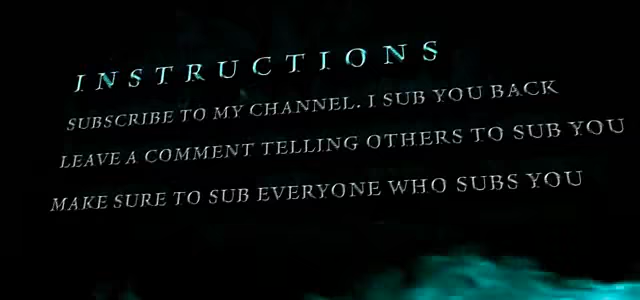 INSTRUCTIONS
SUBSCRIBE TO MY CHANNEL. I SUB YOU BACK
LEAVE A COMMENT TELLING OTHERS TO SUB YOU
MAKE SURE TO SUB EVERYONE WHO SUBS YOU